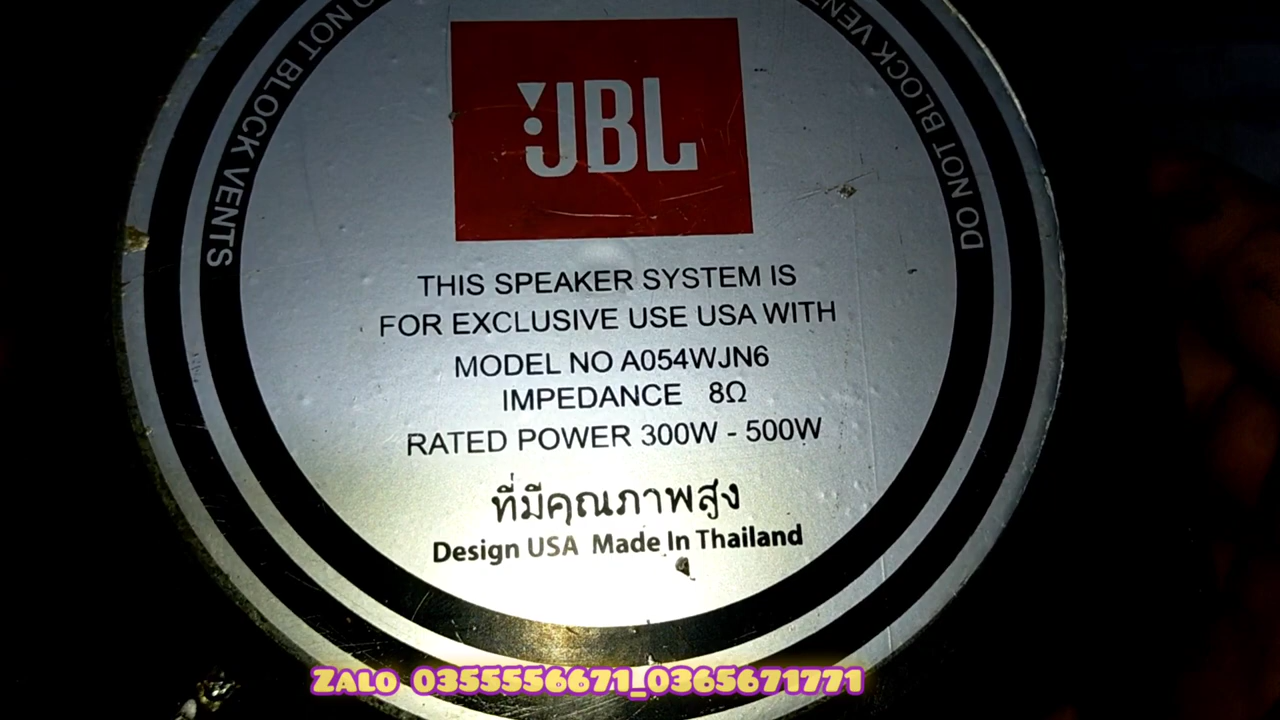 DO NOT BLOCK VENTS
DO NOT BLOCK VENTS
JBL
THIS SPEAKER SYSTEM IS
FOR EXCLUSIVE USE USA WITH
MODEL NO A054WJN6
IMPEDANCE 8Ω
RATED POWER 300W - 500W
ที่มีคุณภาพสูง
Design USA Made In Thailand
ZALO 0355556671_0365671771